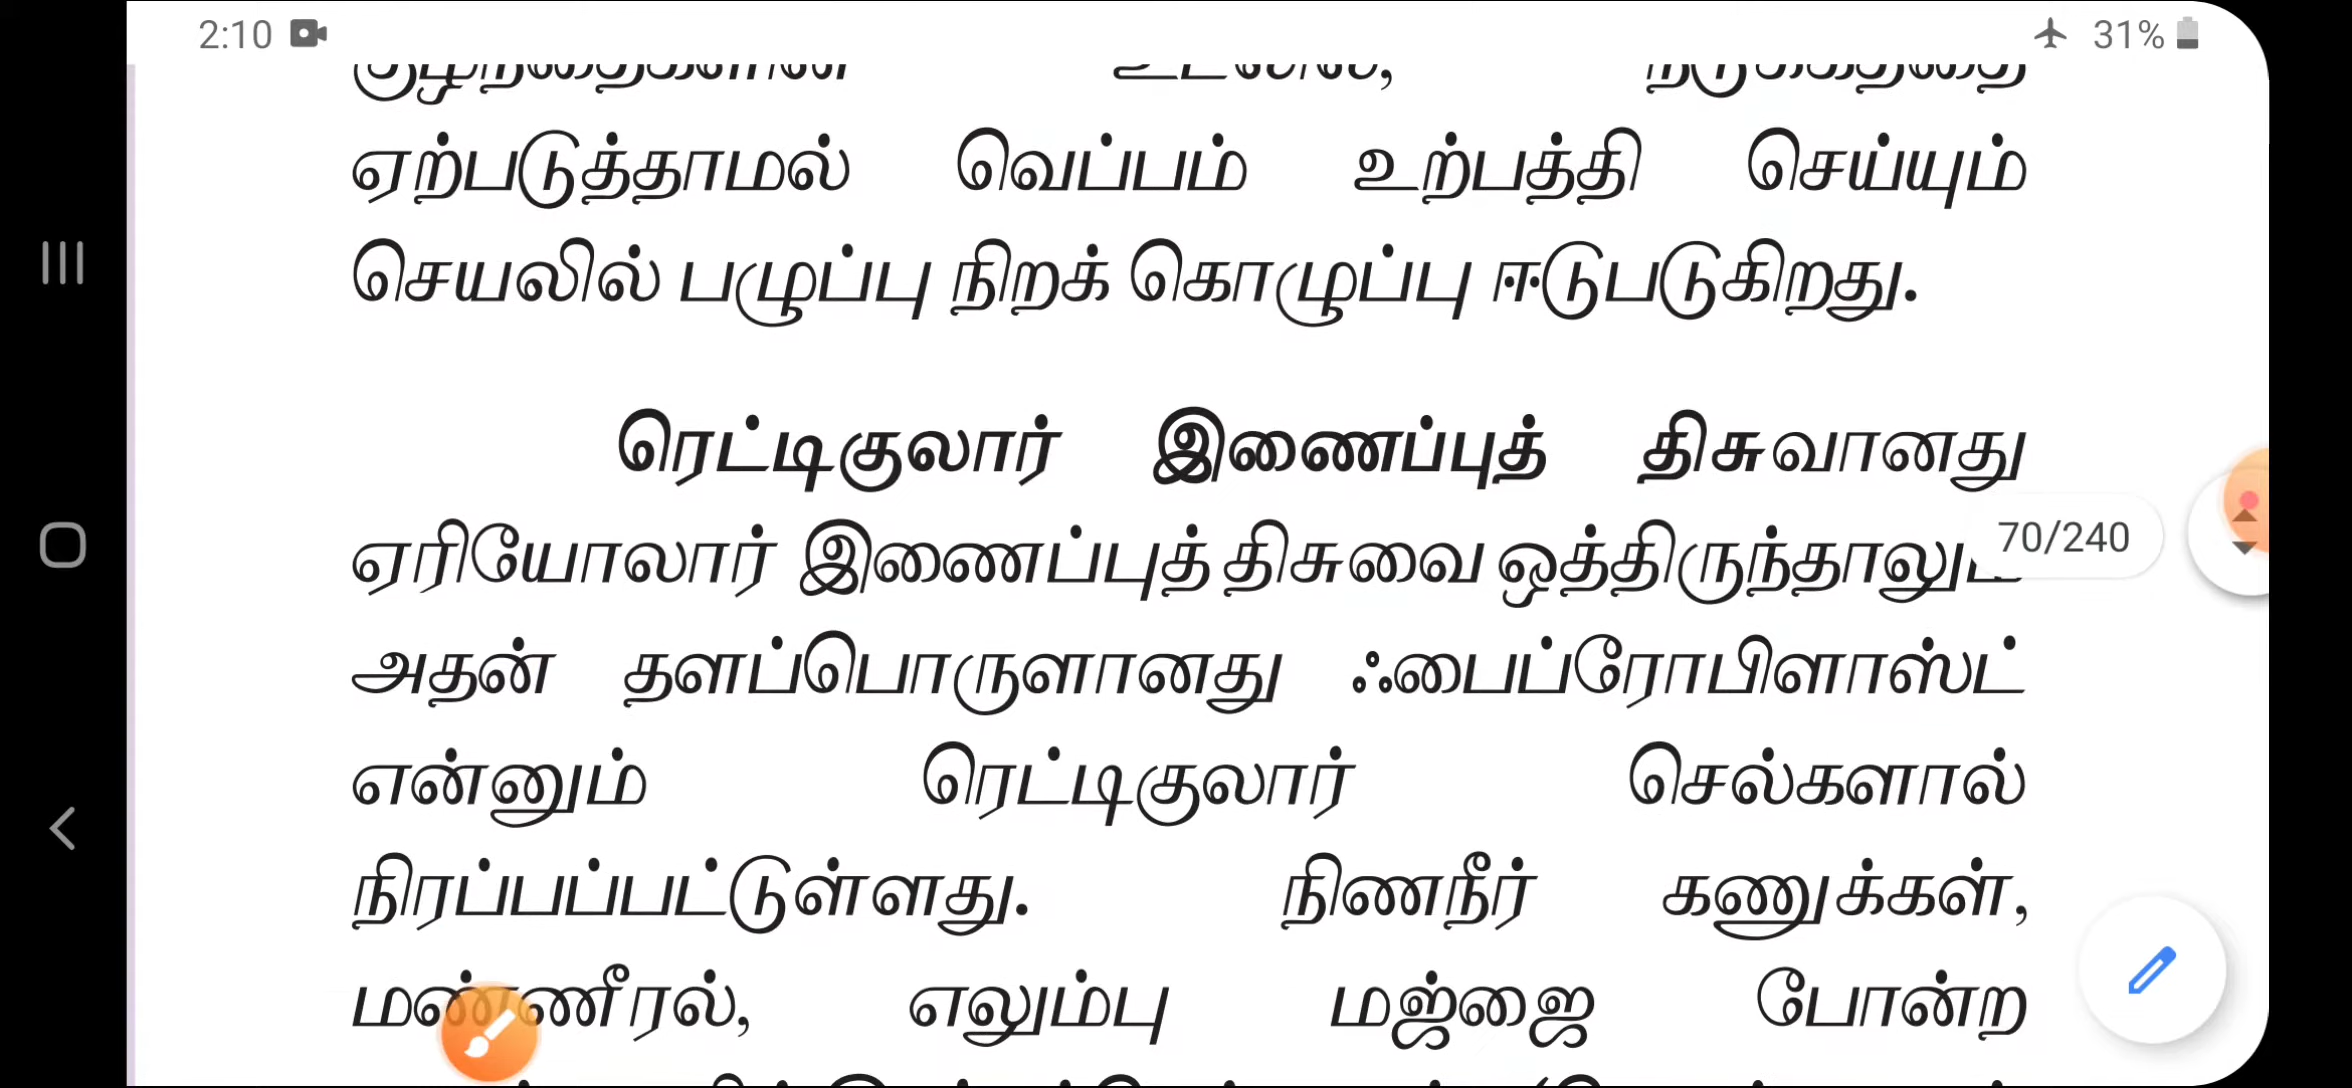 2:10
31%
ஏற்படுத்தாமல் வெப்பம் உற்பத்தி செய்யும்
செயலில் பழுப்பு நிறக் கொழுப்பு ஈடுபடுகிறது.
ரெட்டிகுலார் இணைப்புத் திசுவானது
ஏரியோலார் இணைப்புத் திசுவை ஒத்திருந்தாலும்
70/240
அதன் தளப்பொருளானது ஃபைப்ரோபிளாஸ்ட்
என்னும் ரெட்டிகுலார் செல்களால்
நிரப்பப்பட்டுள்ளது. நிணநீர் கணுக்கள்,
மண்ணீரல், எலும்பு மஜ்ஜை போன்ற